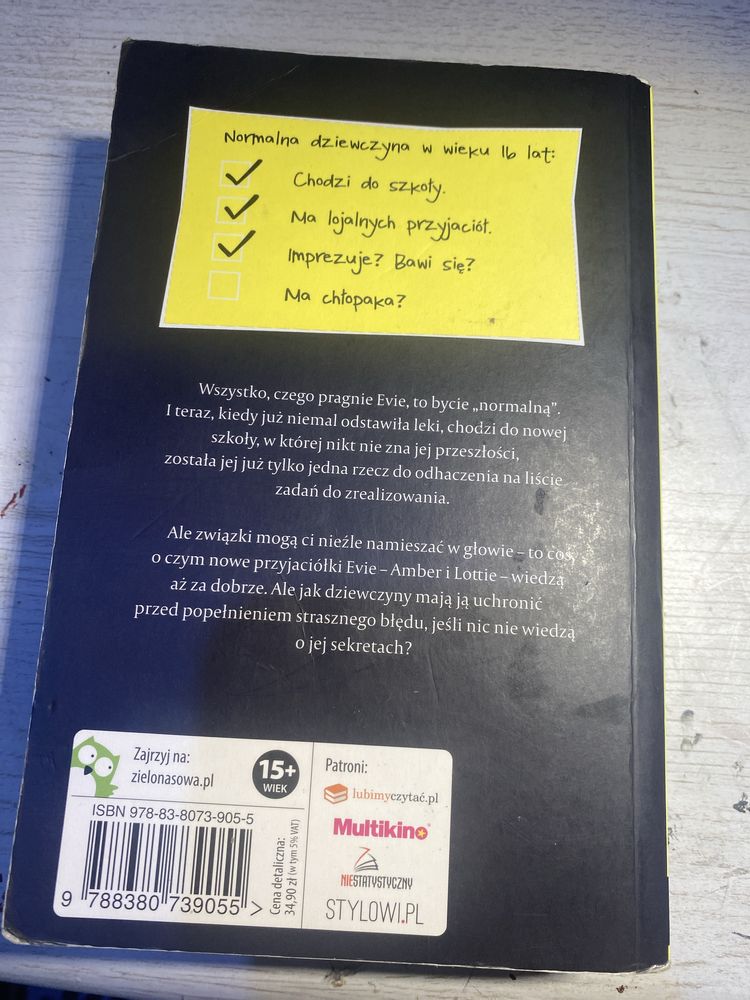 Normalna dziewczyna w wieku 16 lat:
Chodzi do szkoły.
Ma lojalnych przyjaciół.
Imprezuje? Bawi się?
Ma chłopaka?
Wszystko, czego pragnie Evie, to bycie „normalną”.
I teraz, kiedy już niemal odstawiła leki, chodzi do nowej
szkoły, w której nikt nie zna jej przeszłości,
została jej już tylko jedna rzecz do odhaczenia na liście
zadań do zrealizowania.
Ale związki mogą ci nieźle namieszać w głowie – to coś,
o czym nowe przyjaciółki Evie – Amber i Lottie – wiedzą
aż za dobrze. Ale jak dziewczyny mają ją uchronić
przed popełnieniem strasznego błędu, jeśli nic nie wiedzą
o jej sekretach?
Zajrzyj na:
zielonasowa.pl
15+
WIEK
ISBN 978-83-8073-905-5
9 788380 739055 >
Cena detaliczna:
34,90 zł (w tym 5% VAT)
Patroni:
lubimyczytać.pl
Multikino
NIESTATYSTYCZNY
STYLOWI.PL